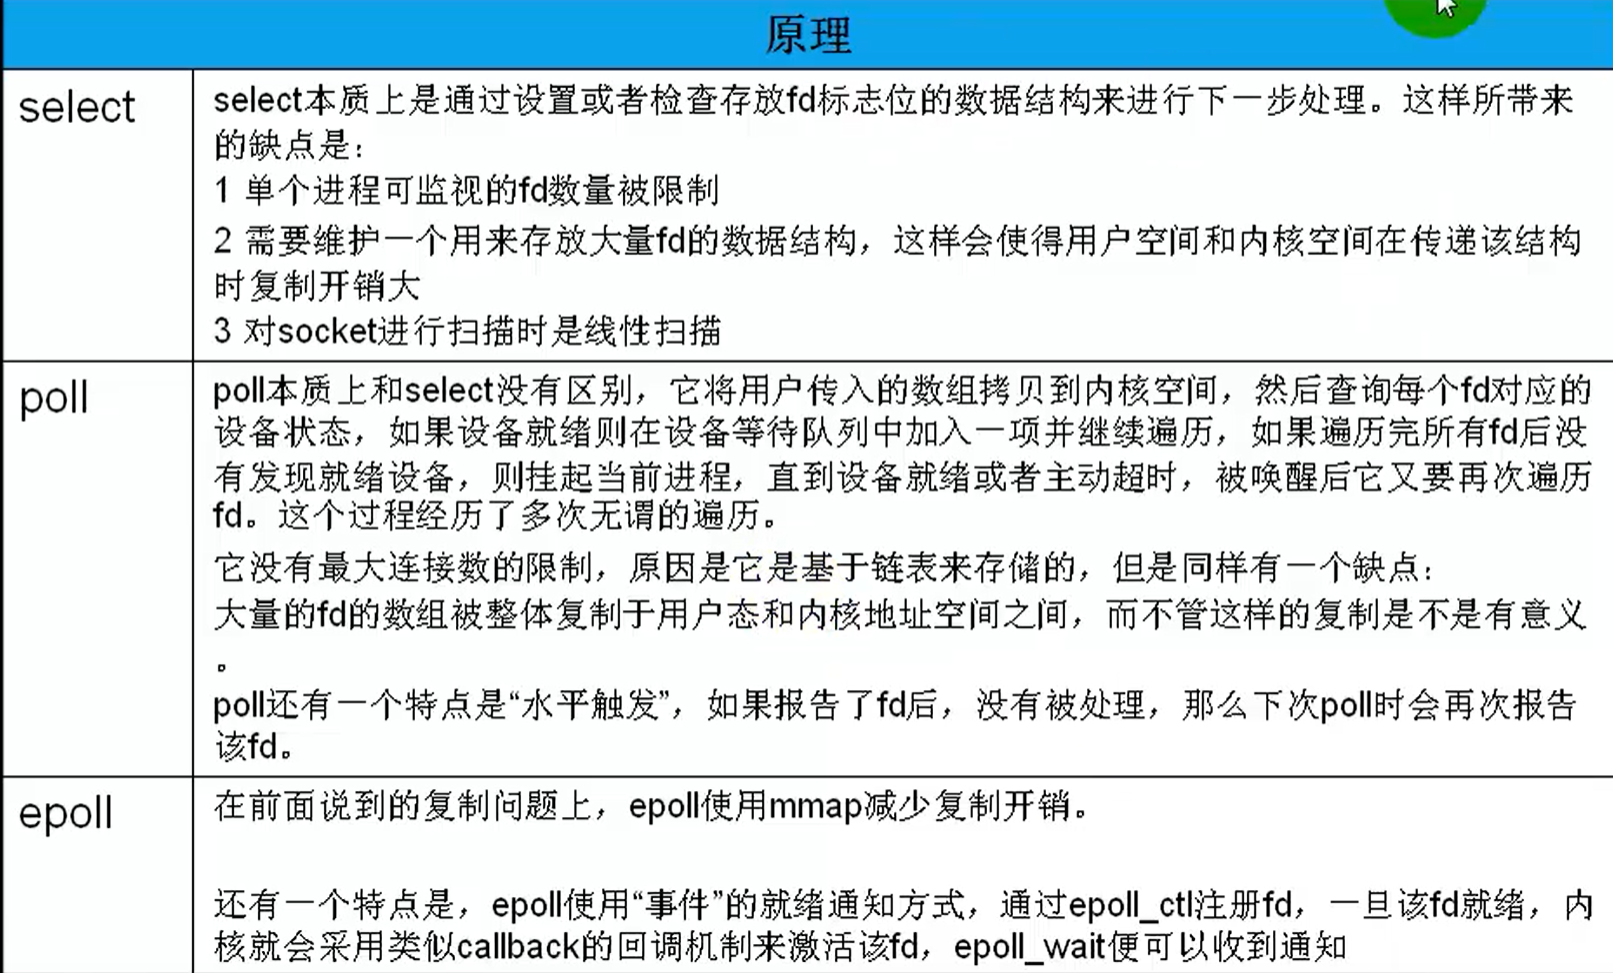 原理
select
select本质上是通过设置或者检查存放fd标志位的数据结构来进行下一步处理。这样所带来
的缺点是：
1 单个进程可监视的fd数量被限制
2 需要维护一个用来存放大量fd的数据结构，这样会使得用户空间和内核空间在传递该结构
时复制开销大
3 对socket进行扫描时是线性扫描
poll
poll本质上和select没有区别，它将用户传入的数组拷贝到内核空间，然后查询每个fd对应的
设备状态，如果设备就绪则在设备等待队列中加入一项并继续遍历，如果遍历完所有fd后没
有发现就绪设备，则挂起当前进程，直到设备就绪或者主动超时，被唤醒后它又要再次遍历
fd。这个过程经历了多次无谓的遍历。
它没有最大连接数的限制，原因是它是基于链表来存储的，但是同样有一个缺点：
大量的fd的数组被整体复制于用户态和内核地址空间之间，而不管这样的复制是不是有意义
。
poll还有一个特点是“水平触发”，如果报告了fd后，没有被处理，那么下次poll时会再次报告
该fd。
epoll
在前面说到的复制问题上，epoll使用mmap减少复制开销。
还有一个特点是，epoll使用“事件”的就绪通知方式，通过epoll_ctl注册fd，一旦该fd就绪，内
核就会采用类似callback的回调机制来激活该fd，epoll_wait便可以收到通知